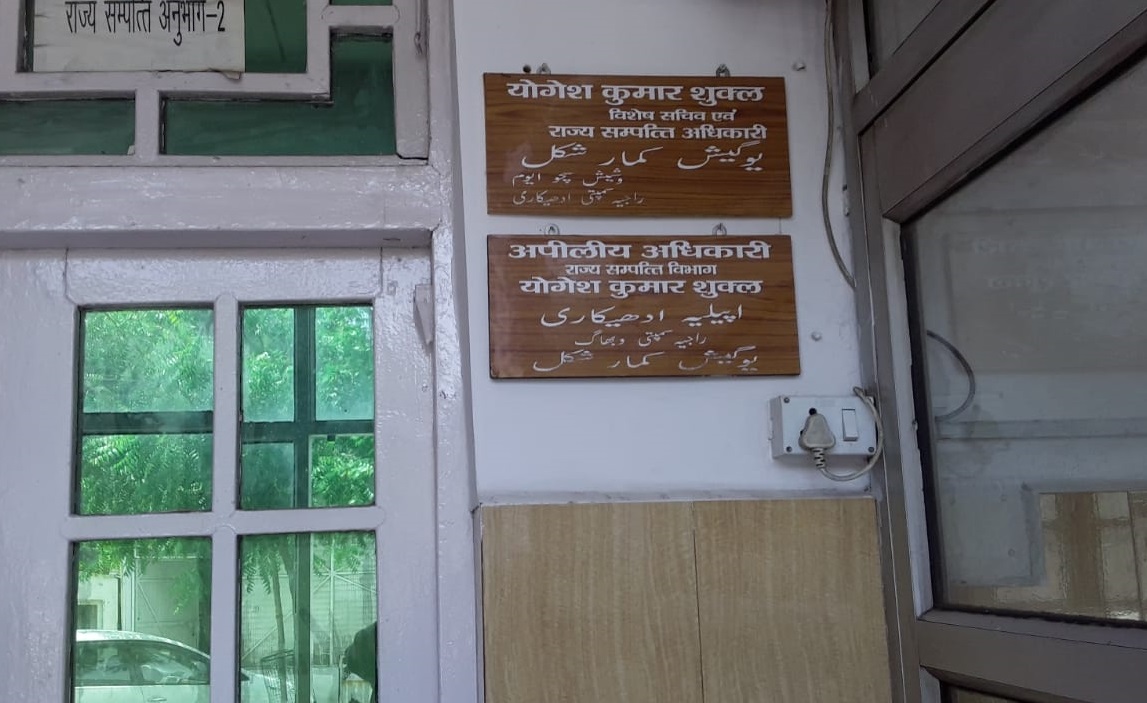 राज्य सम्पत्ति अनुभाग-2
योगेश कुमार शुक्ल
विशेष सचिव एवं
राज्य सम्पत्ति अधिकारी
یوگیش کمار شکل
وشیش سچو ایوم
راجیہ سمپتی ادھیکاری
अपीलीय अधिकारी
राज्य सम्पत्ति विभाग
योगेश कुमार शुक्ल
اپیلیہ ادھیکاری
راجیہ سمپتی وبھاگ
یوگیش کمار شکل